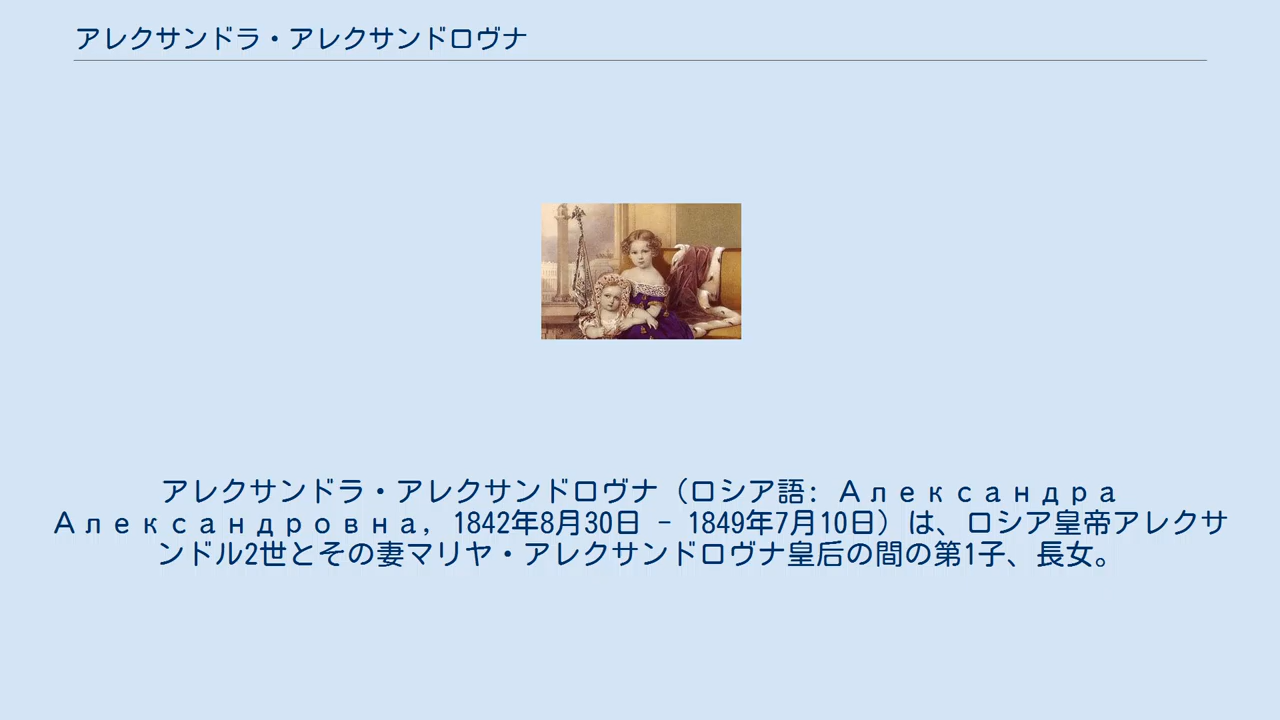 アレクサンドラ・アレクサンドロヴナ
アレクサンドラ・アレクサンドロヴナ（ロシア語: Александра
Александровна, 1842年8月30日 - 1849年7月10日）は、ロシア皇帝アレクサ
ンドル2世とその妻マリヤ・アレクサンドロヴナ皇后の間の第1子、長女。